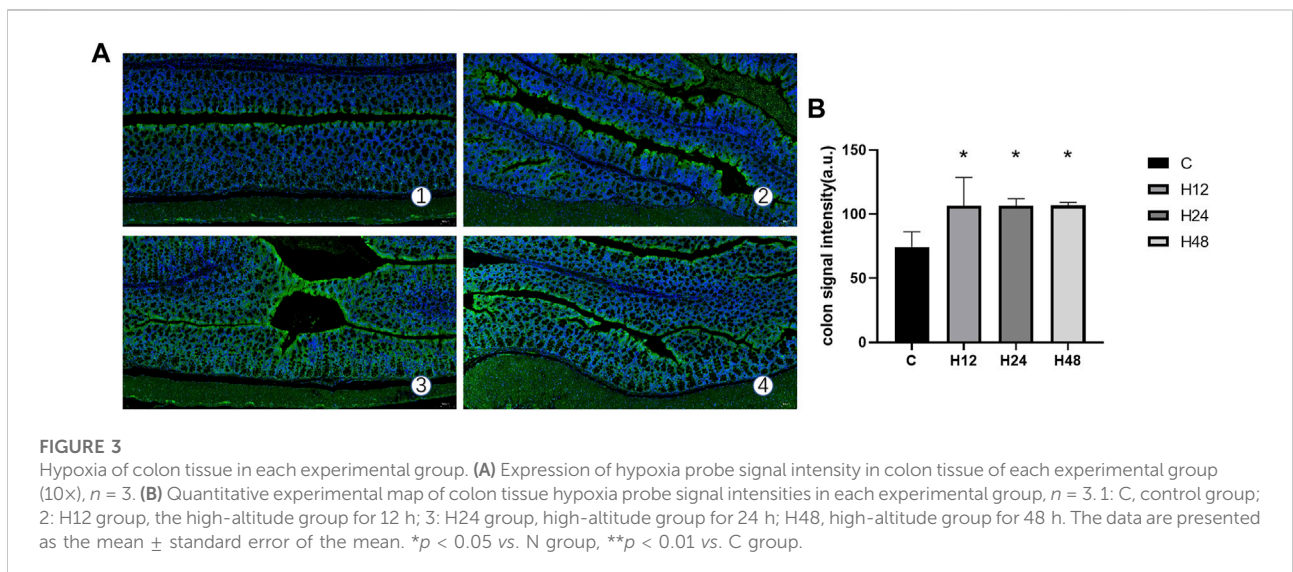 A
1
2
3
4
B
colon signal intensity(a.u.)
150
100
50
0
*
*
*
C
H12
H24
H48
C
H12
H24
H48
FIGURE 3
Hypoxia of colon tissue in each experimental group. (A) Expression of hypoxia probe signal intensity in colon tissue of each experimental group
(10×), n = 3. (B) Quantitative experimental map of colon tissue hypoxia probe signal intensities in each experimental group, n = 3. 1: C, control group;
2: H12 group, the high-altitude group for 12 h; 3: H24 group, high-altitude group for 24 h; H48, high-altitude group for 48 h. The data are presented
as the mean ± standard error of the mean. *p < 0.05 vs. N group, **p < 0.01 vs. C group.